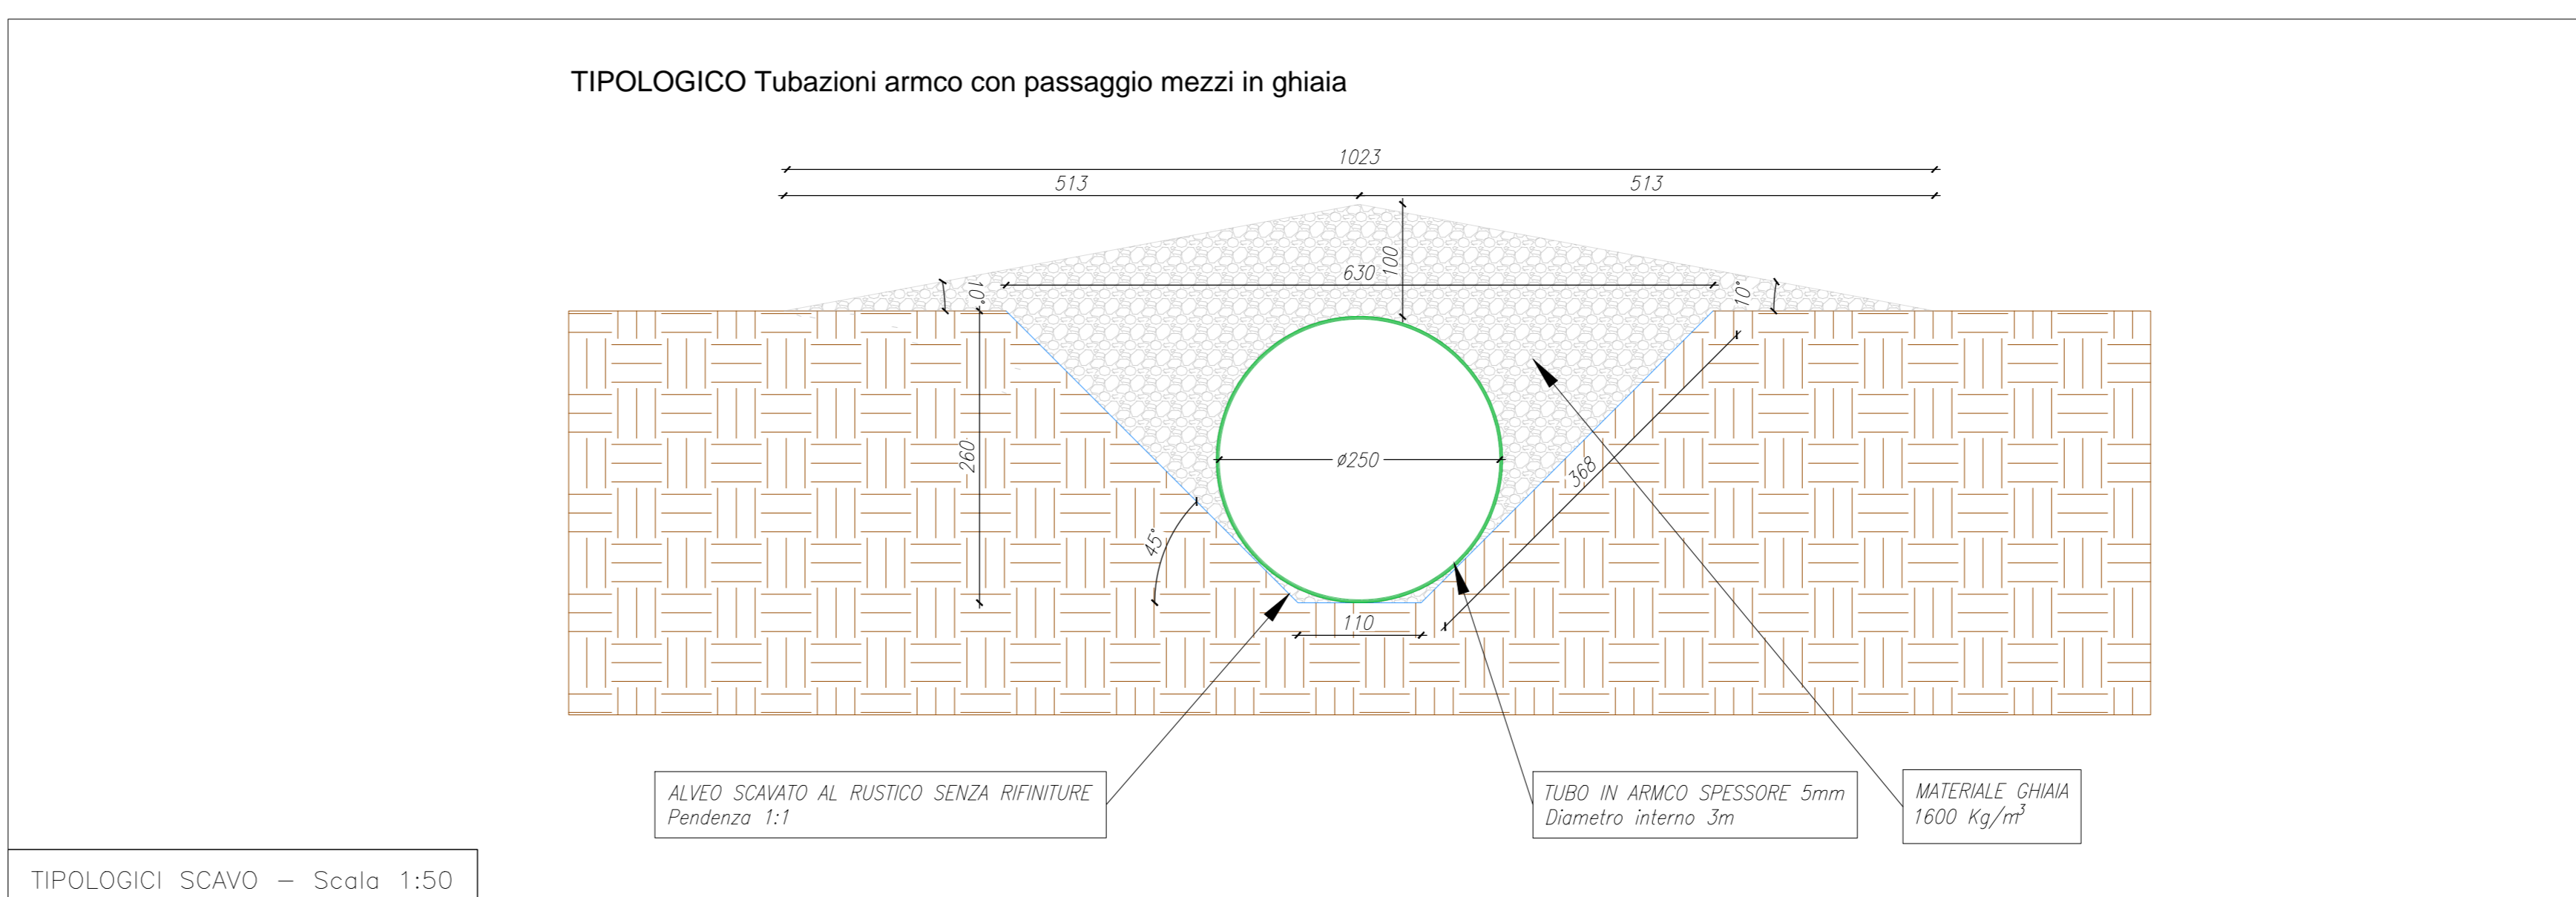 TIPOLOGICO Tubazioni armco con passaggio mezzi in ghiaia
1023
513
513
100
630
10°
10°
260
ø250
368
45°
110
ALVEO SCAVATO AL RUSTICO SENZA RIFINITURE
Pendenza 1:1
TUBO IN ARMCO SPESSORE 5mm
Diametro interno 3m
MATERIALE GHIAIA
1600 Kg/m³
TIPOLOGICI SCAVO – Scala 1:50